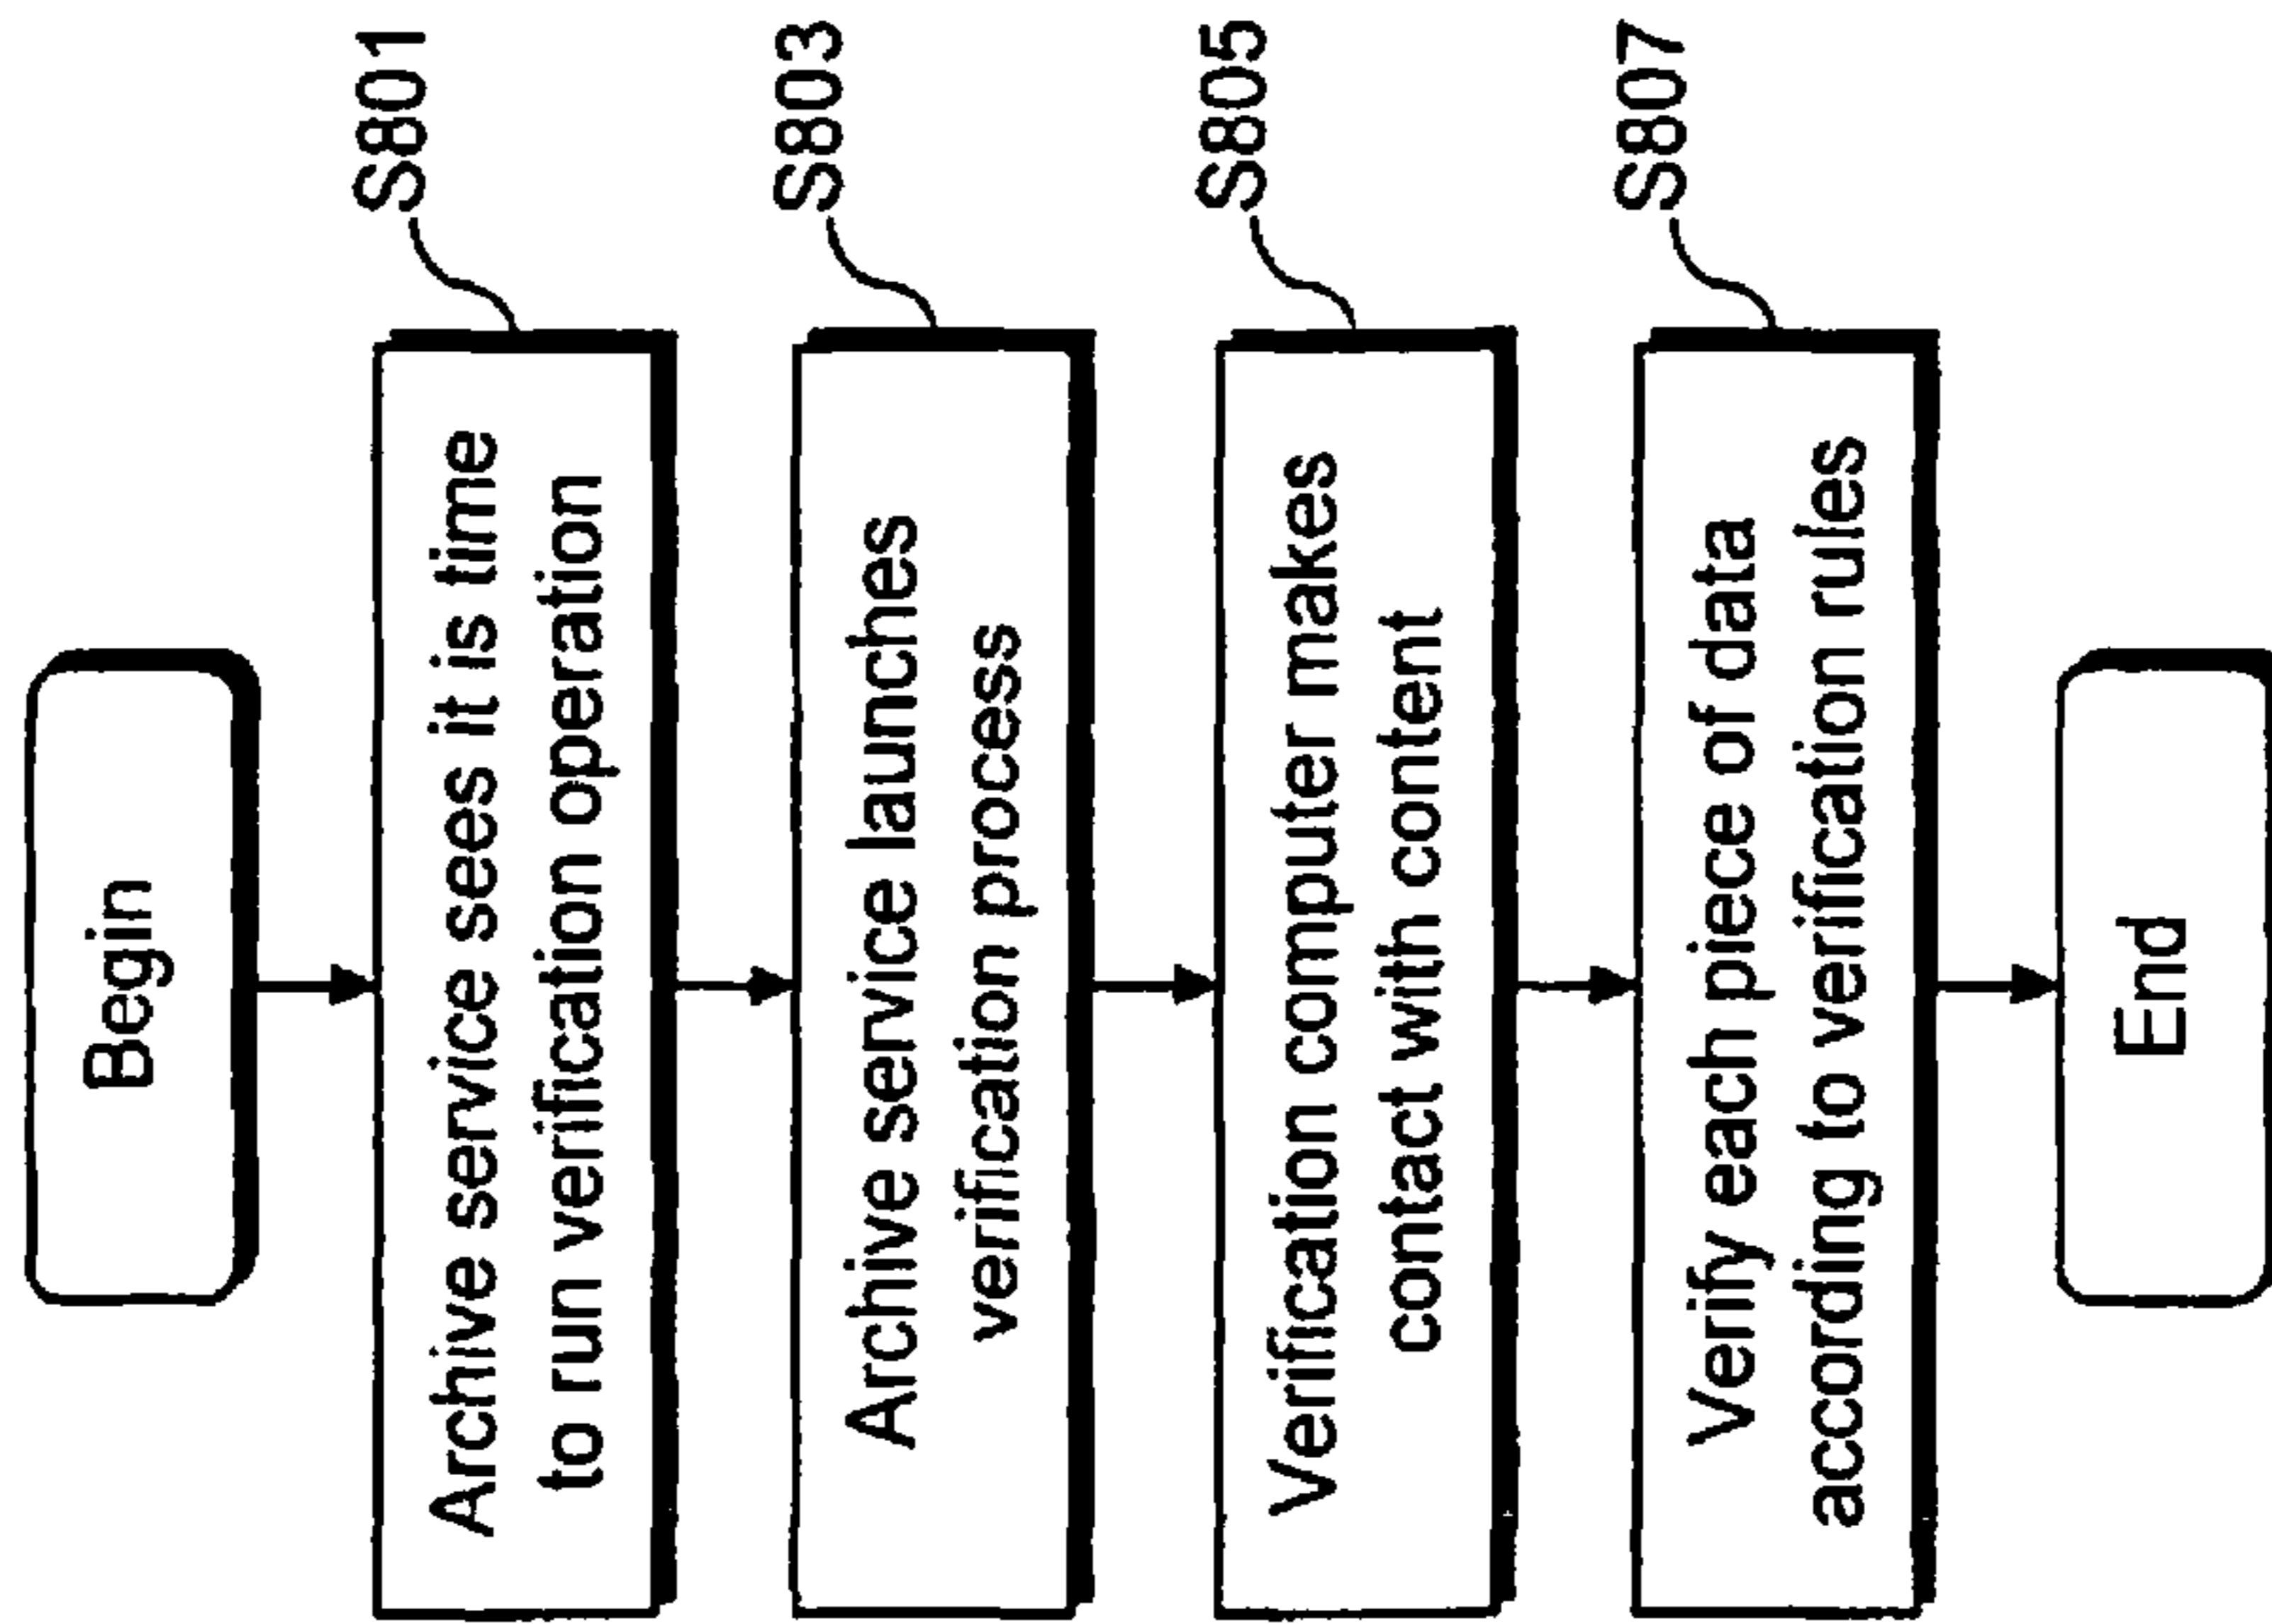 Begin
S801
Archive service sees it is time
to run verification operation
S803
Archive service launches
verification process
S805
Verification computer makes
contact with content
S807
Verify each piece of data
according to verification rules
End